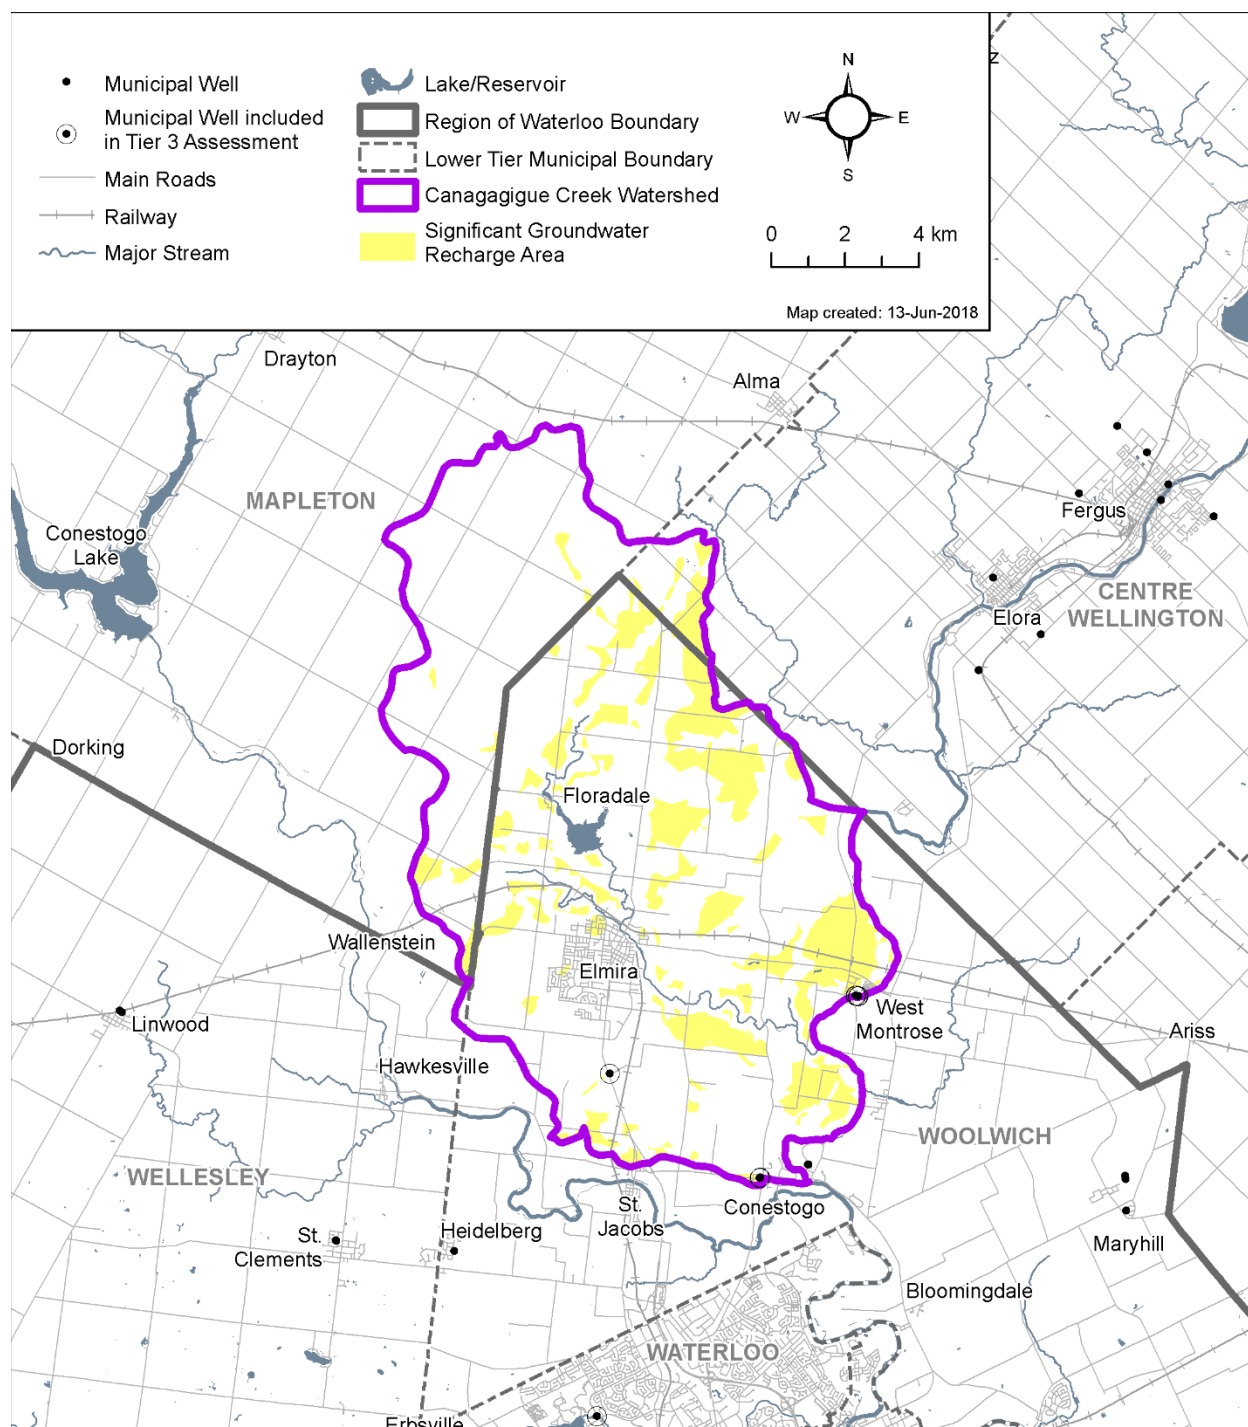 Municipal Well
Municipal Well included
in Tier 3 Assessment
Main Roads
Railway
Major Stream
Lake/Reservoir
Region of Waterloo Boundary
Lower Tier Municipal Boundary
Canagagigue Creek Watershed
Significant Groundwater
Recharge Area
N
W
E
S
0 2 4 km
Map created: 13-Jun-2018
z
Drayton
Alma
MAPLETON
Conestogo
Lake
Fergus
CENTRE
WELLINGTON
Elora
Dorking
Floradale
Wallenstein
Elmira
Linwood
West
Montrose
Ariss
Hawkesville
WOOLWICH
WELLESLEY
St.
Jacobs
Conestogo
St.
Clements
Heidelberg
Maryhill
Bloomingdale
WATERLOO
Erbsville